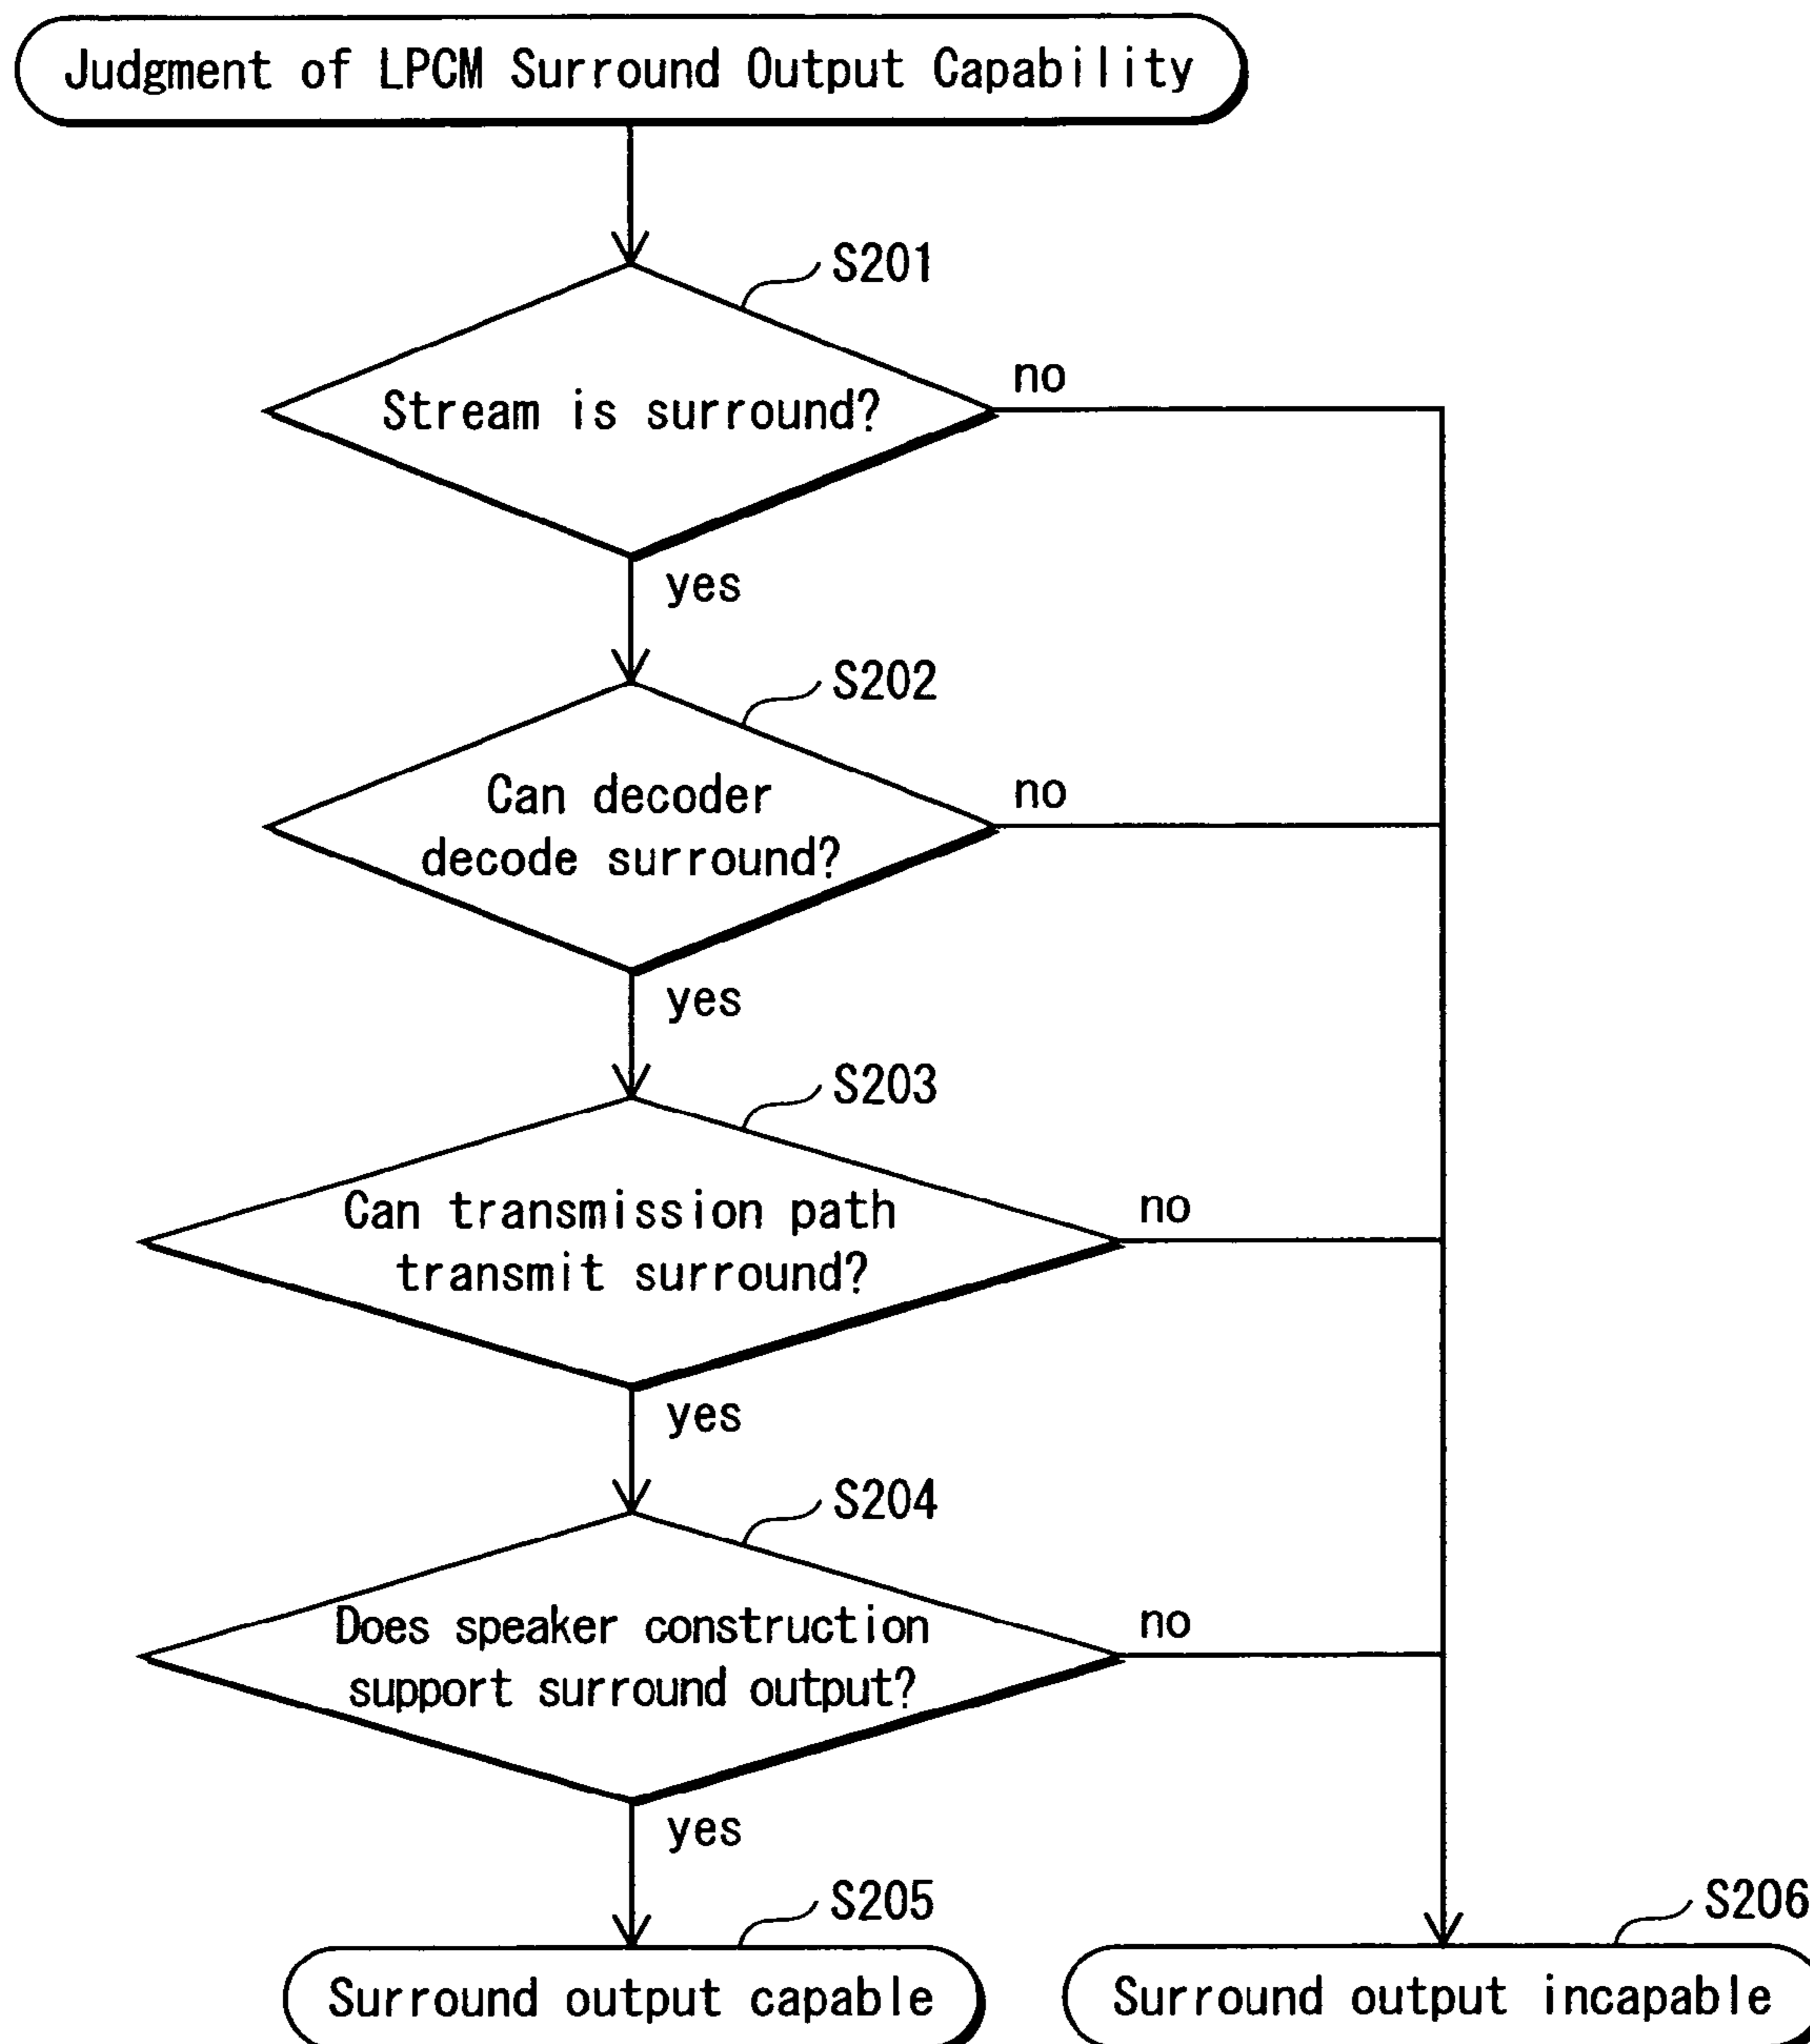 Judgment of LPCM Surround Output Capability
S201
Stream is surround?
no
yes
S202
Can decoder
decode surround?
no
yes
S203
Can transmission path
transmit surround?
no
yes
S204
Does speaker construction
support surround output?
no
yes
S205
Surround output capable
S206
Surround output incapable